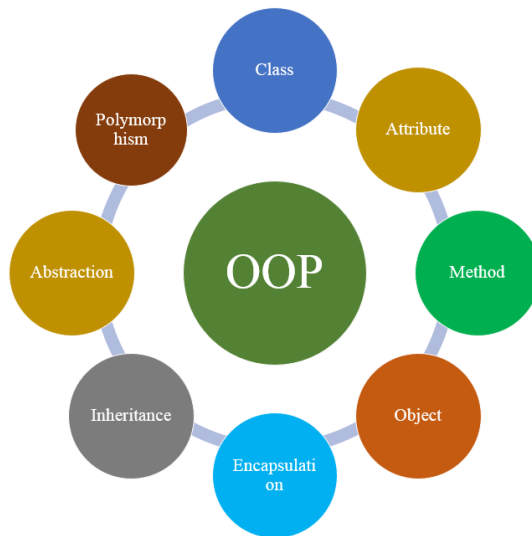 Class
Attribute
Method
Object
Encapsulati
on
Inheritance
Abstraction
Polymorp
hism
OOP